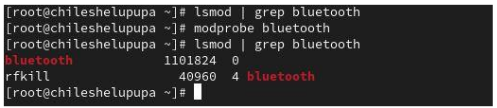 [root@chileshelupupa ~]# lsmod | grep bluetooth
[root@chileshelupupa ~]# modprobe bluetooth
[root@chileshelupupa ~]# lsmod | grep bluetooth
bluetooth 1101824 0
rfkill 40960 4 bluetooth
[root@chileshelupupa ~]#